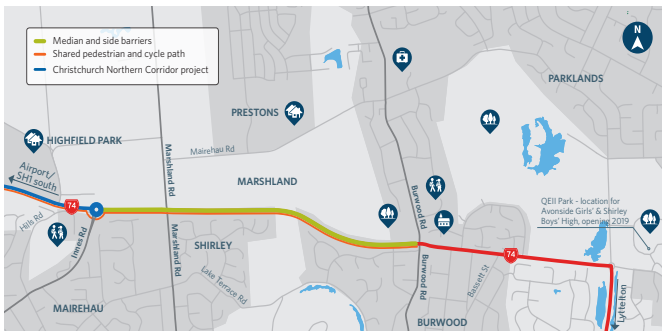 Median and side barriers
Shared pedestrian and cycle path
Christchurch Northern Corridor project
N
PARKLANDS
PRESTONS
HIGHFIELD PARK
Mairehau Rd
Marshland Rd
Airport/
SH1 south
MARSHLAND
74
Hills Rd
Innes Rd
Marshland Rd
SHIRLEY
Lake Terrace Rd
MAIREHAU
Burwood Rd
QEII Park - location for
Avonside Girls' & Shirley
Boys' High, opening 2019
74
Burwood Rd
Bassett St
BURWOOD
Lyttelton